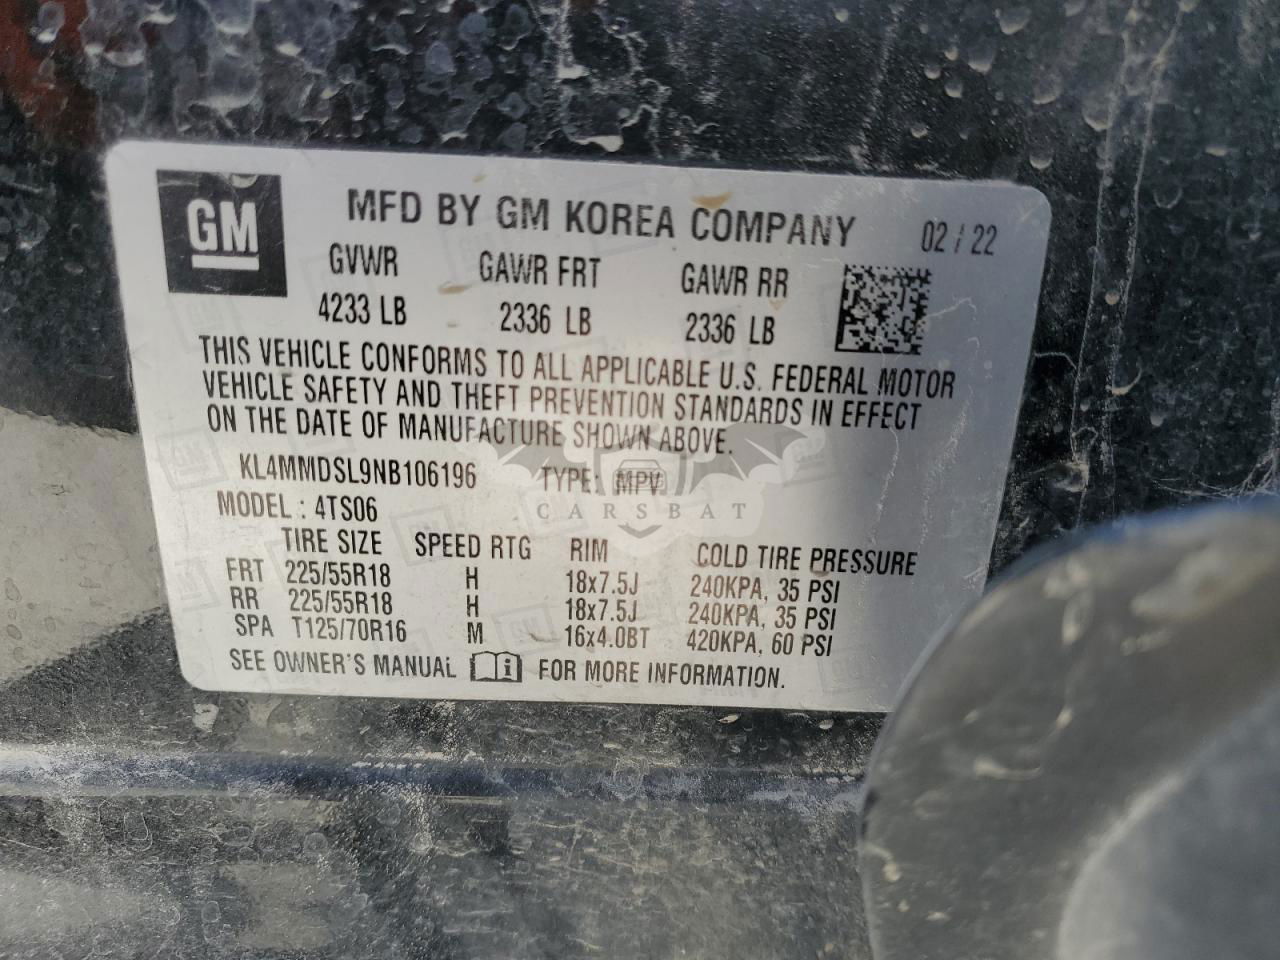 GM MFD BY GM KOREA COMPANY 02 / 22
GVWR GAWR FRT GAWR RR
4233 LB 2336 LB 2336 LB
THIS VEHICLE CONFORMS TO ALL APPLICABLE U.S. FEDERAL MOTOR
VEHICLE SAFETY AND THEFT PREVENTION STANDARDS IN EFFECT
ON THE DATE OF MANUFACTURE SHOWN ABOVE.
KL4MMDSL9NB106196 TYPE: MPV
CARSBAT
MODEL : 4TS06
TIRE SIZE SPEED RTG RIM COLD TIRE PRESSURE
FRT 225/55R18 H 18x7.5J 240KPA, 35 PSI
RR 225/55R18 H 18x7.5J 240KPA, 35 PSI
SPA T125/70R16 M 16x4.0BT 420KPA, 60 PSI
SEE OWNER'S MANUAL i FOR MORE INFORMATION.